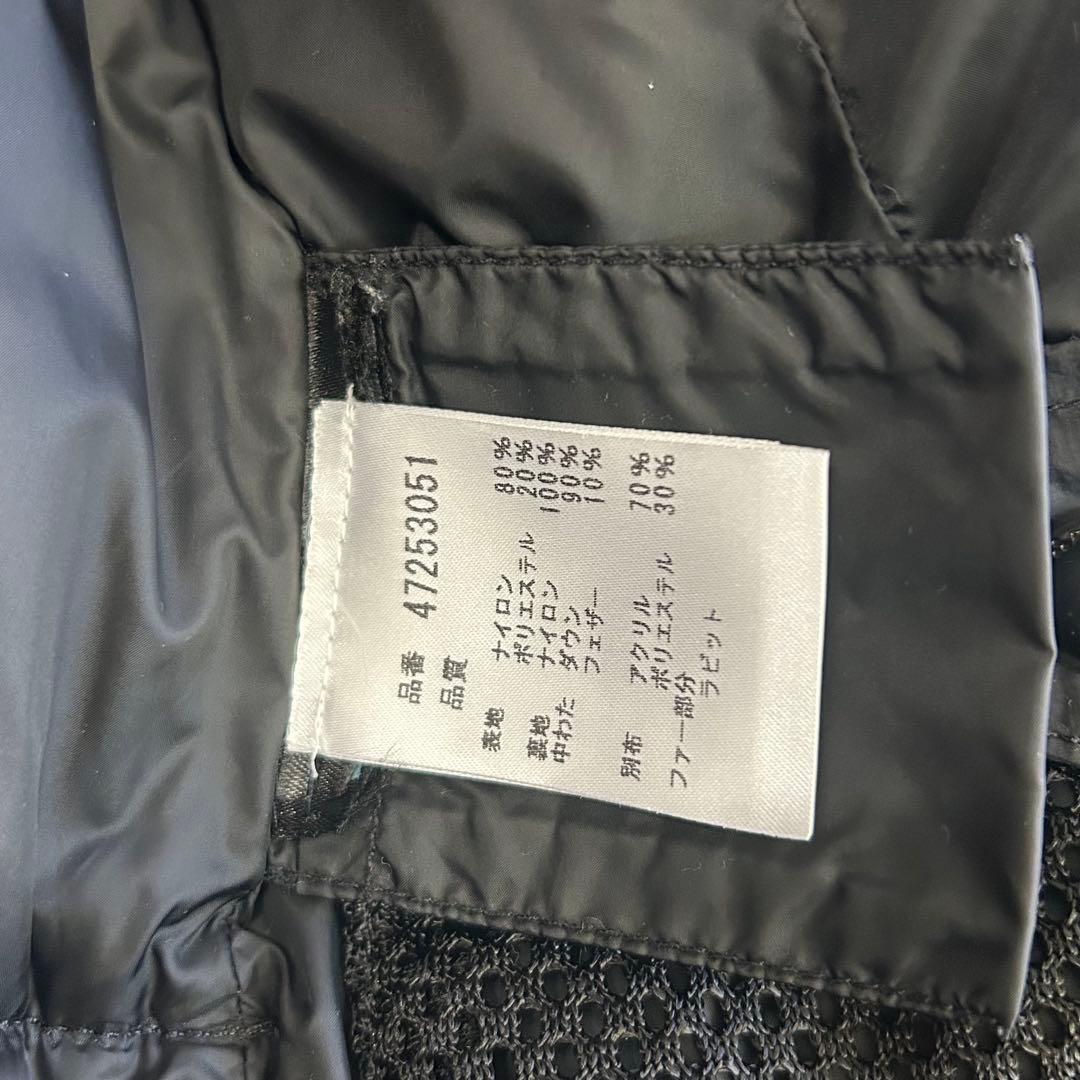 品番 47253051
品質
表地 ナイロン 80%
ポリエステル 20%
裏地 ナイロン 100%
中わた ダウン 90%
フェザー 10%
別布 アクリル 70%
ポリエステル 30%
ファー部分
ラビット